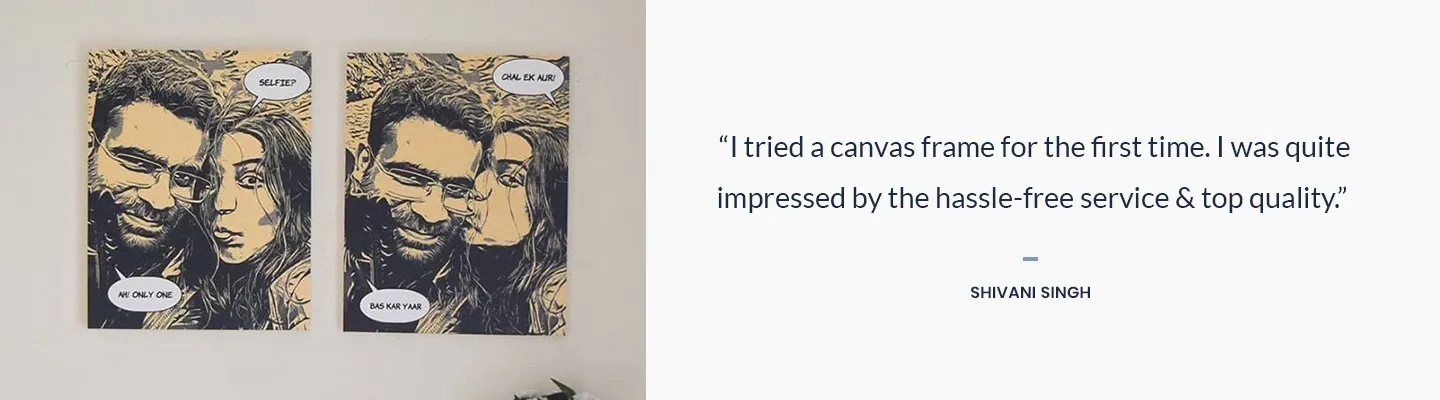 SELFIE?
AH! ONLY ONE
CHAL EK AUR!
BAS KAR YAAR
“I tried a canvas frame for the first time. I was quite
impressed by the hassle-free service & top quality.”
SHIVANI SINGH